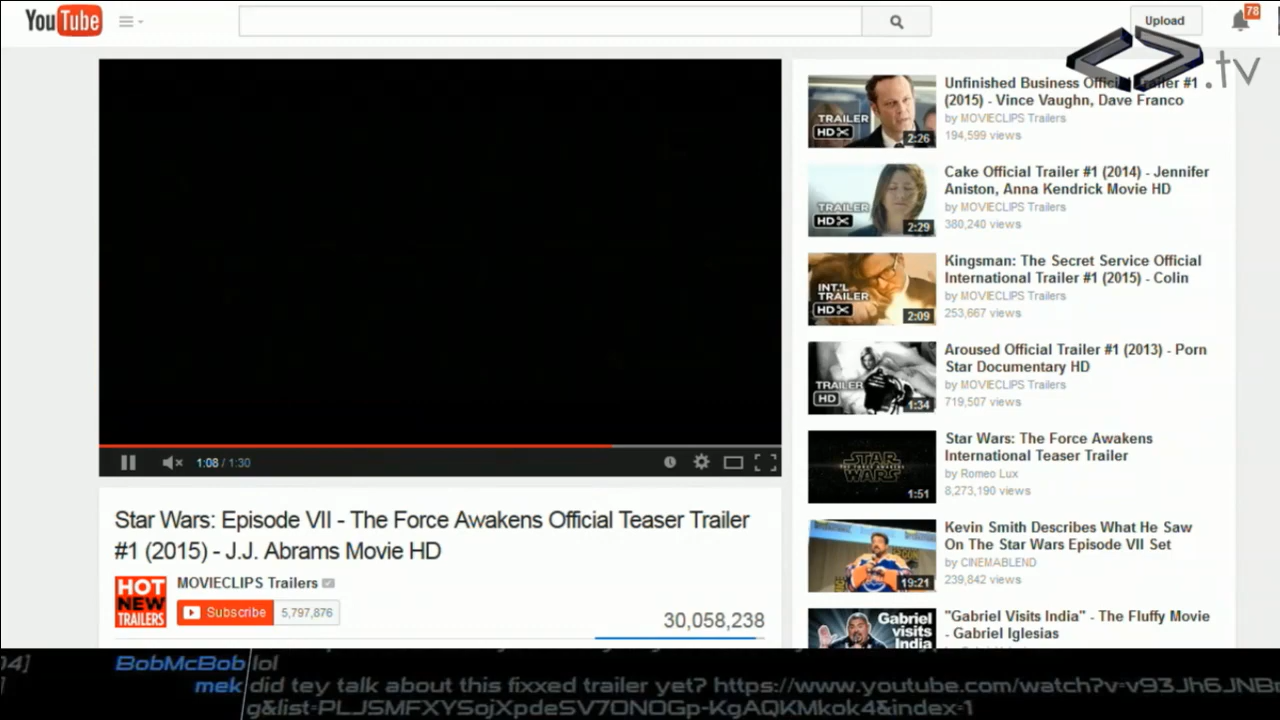 YouTube
Upload
78
<>.tv
1:08 / 1:30
Star Wars: Episode VII - The Force Awakens Official Teaser Trailer
#1 (2015) - J.J. Abrams Movie HD
HOT
NEW
TRAILERS
MOVIECLIPS Trailers
Subscribe
5,797,876
30,058,238
TRAILER
HD
2:26
Unfinished Business Official Trailer #1
(2015) - Vince Vaughn, Dave Franco
by MOVIECLIPS Trailers
194,599 views
TRAILER
HD
2:29
Cake Official Trailer #1 (2014) - Jennifer
Aniston, Anna Kendrick Movie HD
by MOVIECLIPS Trailers
380,240 views
INT'L
TRAILER
HD
2:09
Kingsman: The Secret Service Official
International Trailer #1 (2015) - Colin
by MOVIECLIPS Trailers
253,667 views
TRAILER
HD
1:34
Aroused Official Trailer #1 (2013) - Porn
Star Documentary HD
by MOVIECLIPS Trailers
719,507 views
STAR
THE FORCE AWAKENS
WARS
1:51
Star Wars: The Force Awakens
International Teaser Trailer
by Romeo Lux
8,273,190 views
19:21
Kevin Smith Describes What He Saw
On The Star Wars Episode VII Set
by CINEMABLEND
239,842 views
Gabriel
visits
India
"Gabriel Visits India" - The Fluffy Movie
- Gabriel Iglesias
04]
BobMcBob lol
]
mek did tey talk about this fixxed trailer yet? https://www.youtube.com/watch?v=v93Jh6JNB
g&list=PLJSMFXYSojXpdeSV7ONOGp-KgAQKMkok4&index=1